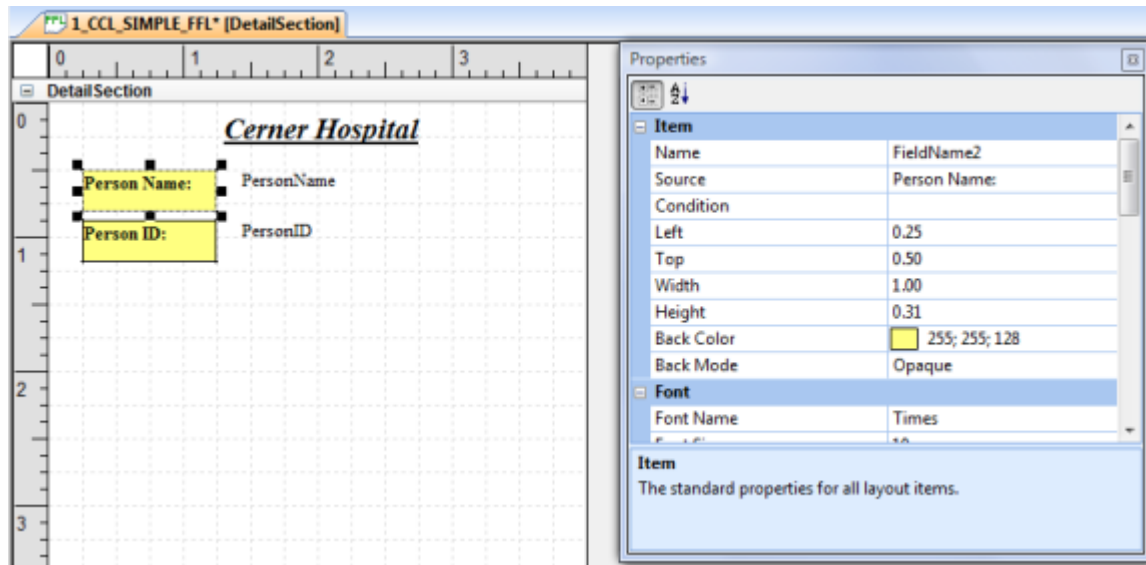 1_CCL_SIMPLE_FFL* [DetailSection]
0 1 2 3
DetailSection
0
Cerner Hospital
Person Name: PersonName
Person ID: PersonID
1
2
3
Properties
Item
Name FieldName2
Source Person Name:
Condition
Left 0.25
Top 0.50
Width 1.00
Height 0.31
Back Color 255; 255; 128
Back Mode Opaque
Font
Font Name Times
Item
The standard properties for all layout items.